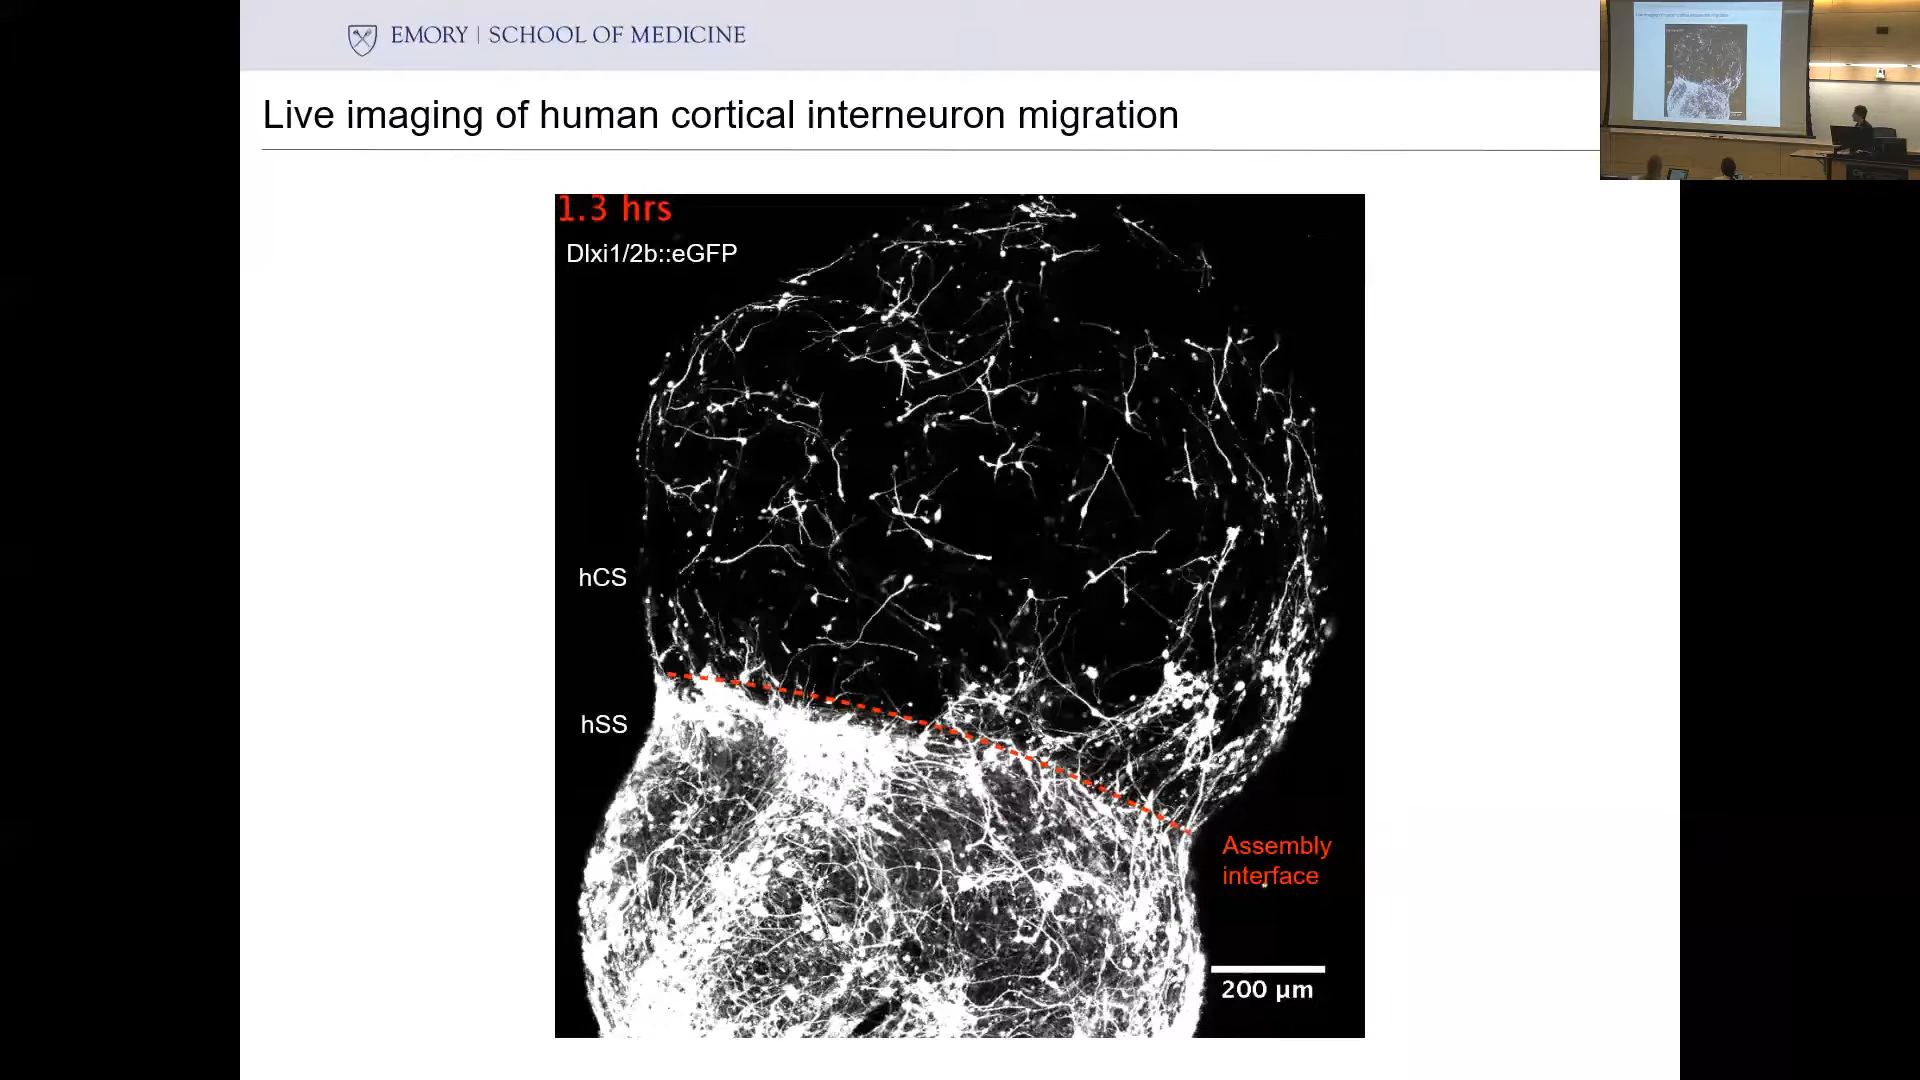 EMORY | SCHOOL OF MEDICINE
Live imaging of human cortical interneuron migration
1.3 hrs
Dlxi1/2b::eGFP
hCS
hSS
Assembly
interface
200 µm